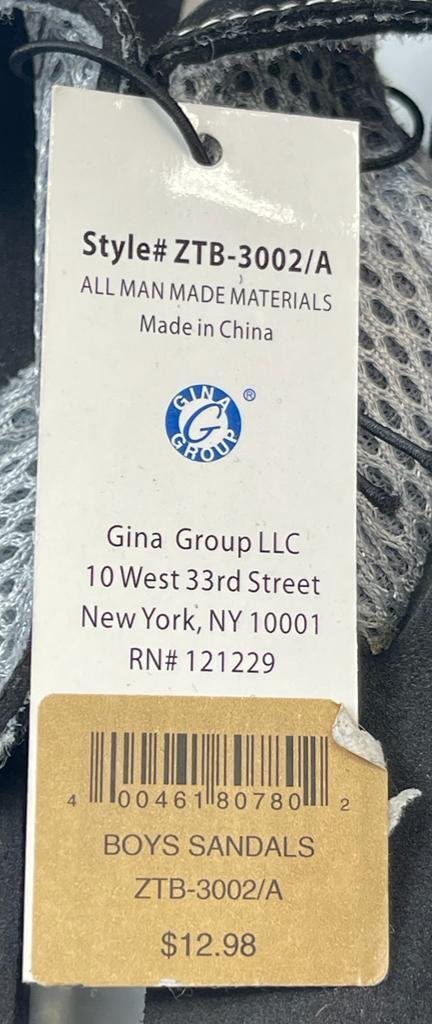 Style# ZTB-3002/A
ALL MAN MADE MATERIALS
Made in China
GINA
G ®
GROUP
Gina Group LLC
10 West 33rd Street
New York, NY 10001
RN# 121229
4 00461 80780 2
BOYS SANDALS
ZTB-3002/A
$12.98